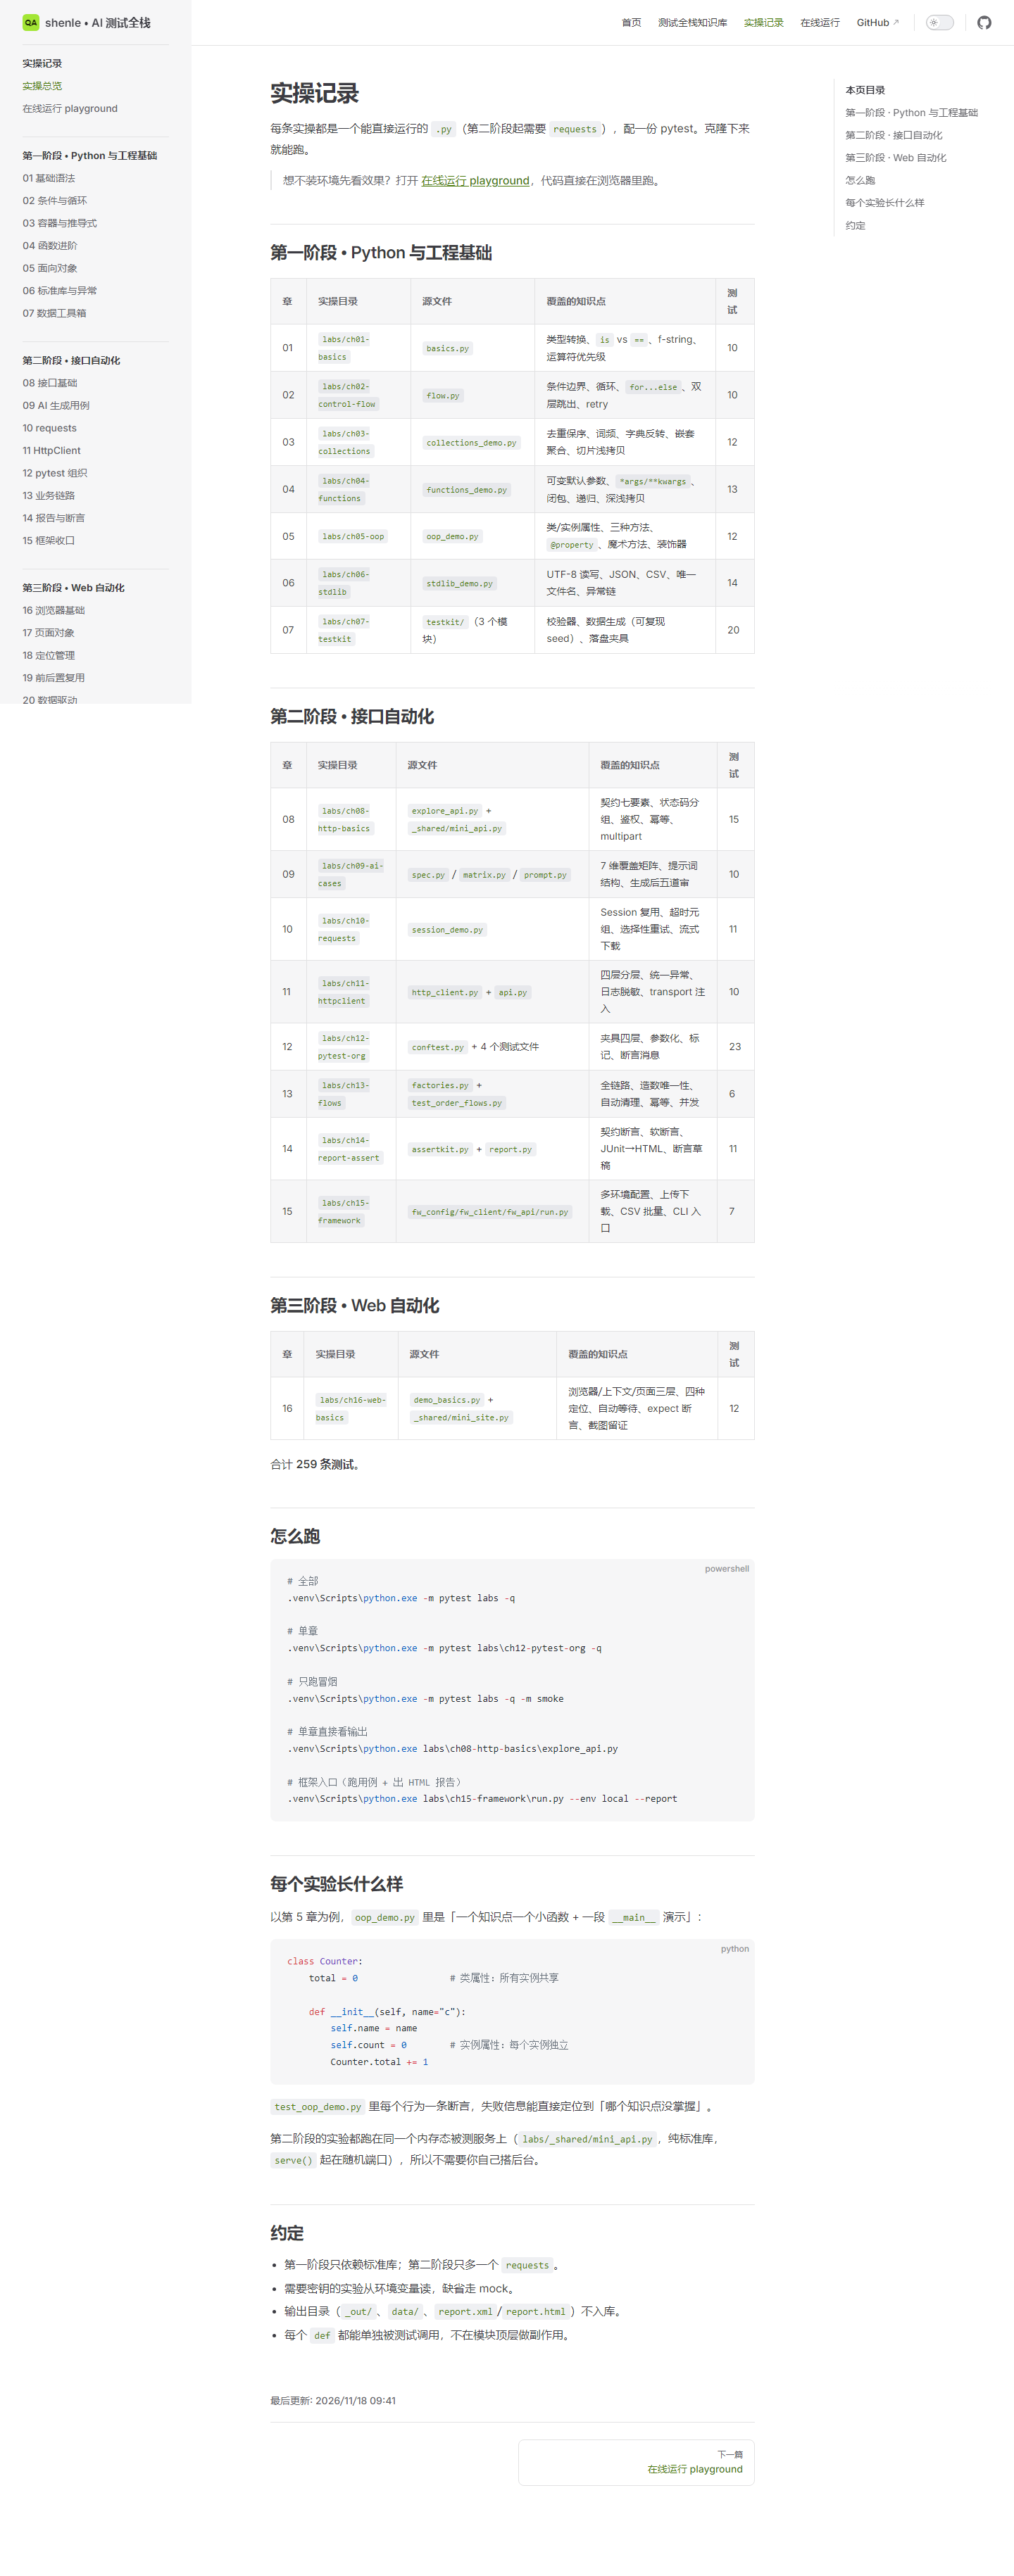 QA shenle • AI 测试全栈
首页 测试全栈知识库 实操记录 在线运行 GitHub ↗
实操记录
实操总览
在线运行 playground
第一阶段 • Python 与工程基础
01 基础语法
02 条件与循环
03 容器与推导式
04 函数进阶
05 面向对象
06 标准库与异常
07 数据工具箱
第二阶段 • 接口自动化
08 接口基础
09 AI 生成用例
10 requests
11 HttpClient
12 pytest 组织
13 业务链路
14 报告与断言
15 框架收口
第三阶段 • Web 自动化
16 浏览器基础
17 页面对象
18 定位管理
19 前后置复用
20 数据驱动
实操记录
每条实操都是一个能直接运行的 .py（第二阶段起需要 requests），配一份 pytest。克隆下来
就能跑。
想不装环境先看效果？打开 在线运行 playground，代码直接在浏览器里跑。
第一阶段 • Python 与工程基础
章 实操目录 源文件 覆盖的知识点 测
试
01 labs/ch01-
basics basics.py 类型转换、is vs ==、f-string、
运算符优先级 10
02 labs/ch02-
control-flow flow.py 条件边界、循环、for...else、双
层跳出、retry 10
03 labs/ch03-
collections collections_demo.py 去重保序、词频、字典反转、嵌套
聚合、切片浅拷贝 12
04 labs/ch04-
functions functions_demo.py 可变默认参数、*args/**kwargs、
闭包、递归、深浅拷贝 13
05 labs/ch05-oop oop_demo.py 类/实例属性、三种方法、
@property、魔术方法、装饰器 12
06 labs/ch06-
stdlib stdlib_demo.py UTF-8 读写、JSON、CSV、唯一
文件名、异常链 14
07 labs/ch07-
testkit testkit/（3 个模
块） 校验器、数据生成（可复现
seed）、落盘夹具 20
第二阶段 • 接口自动化
章 实操目录 源文件 覆盖的知识点 测
试
08 labs/ch08-
http-basics explore_api.py +
_shared/mini_api.py 契约七要素、状态码分
组、鉴权、幂等、
multipart 15
09 labs/ch09-ai-
cases spec.py / matrix.py / prompt.py 7 维覆盖矩阵、提示词
结构、生成后五道审 10
10 labs/ch10-
requests session_demo.py Session 复用、超时元
组、选择性重试、流式
下载 11
11 labs/ch11-
httpclient http_client.py + api.py 四层分层、统一异常、
日志脱敏、transport 注
入 10
12 labs/ch12-
pytest-org conftest.py + 4 个测试文件 夹具四层、参数化、标
记、断言消息 23
13 labs/ch13-
flows factories.py +
test_order_flows.py 全链路、造数唯一性、
自动清理、幂等、并发 6
14 labs/ch14-
report-assert assertkit.py + report.py 契约断言、软断言、
JUnit→HTML、断言草
稿 11
15 labs/ch15-
framework fw_config/fw_client/fw_api/run.py 多环境配置、上传下
载、CSV 批量、CLI 入
口 7
第三阶段 • Web 自动化
章 实操目录 源文件 覆盖的知识点 测
试
16 labs/ch16-web-
basics demo_basics.py +
_shared/mini_site.py 浏览器/上下文/页面三层、四种
定位、自动等待、expect 断
言、截图留证 12
合计 259 条测试。
怎么跑
powershell
# 全部
.venv\Scripts\python.exe -m pytest labs -q
# 单章
.venv\Scripts\python.exe -m pytest labs\ch12-pytest-org -q
# 只跑冒烟
.venv\Scripts\python.exe -m pytest labs -q -m smoke
# 单章直接看输出
.venv\Scripts\python.exe labs\ch08-http-basics\explore_api.py
# 框架入口（跑用例 + 出 HTML 报告）
.venv\Scripts\python.exe labs\ch15-framework\run.py --env local --report
每个实验长什么样
以第 5 章为例，oop_demo.py 里是「一个知识点一个小函数 + 一段 __main__ 演示」：
python
class Counter:
    total = 0                 # 类属性：所有实例共享
    def __init__(self, name="c"):
        self.name = name
        self.count = 0        # 实例属性：每个实例独立
        Counter.total += 1
test_oop_demo.py 里每个行为一条断言，失败信息能直接定位到「哪个知识点没掌握」。
第二阶段的实验都跑在同一个内存态被测服务上（labs/_shared/mini_api.py，纯标准库，
serve() 起在随机端口），所以不需要你自己搭后台。
约定
• 第一阶段只依赖标准库；第二阶段只多一个 requests。
• 需要密钥的实验从环境变量读，缺省走 mock。
• 输出目录（_out/、data/、report.xml/report.html）不入库。
• 每个 def 都能单独被测试调用，不在模块顶层做副作用。
最后更新: 2026/11/18 09:41
下一篇
在线运行 playground
本页目录
第一阶段 · Python 与工程基础
第二阶段 · 接口自动化
第三阶段 · Web 自动化
怎么跑
每个实验长什么样
约定